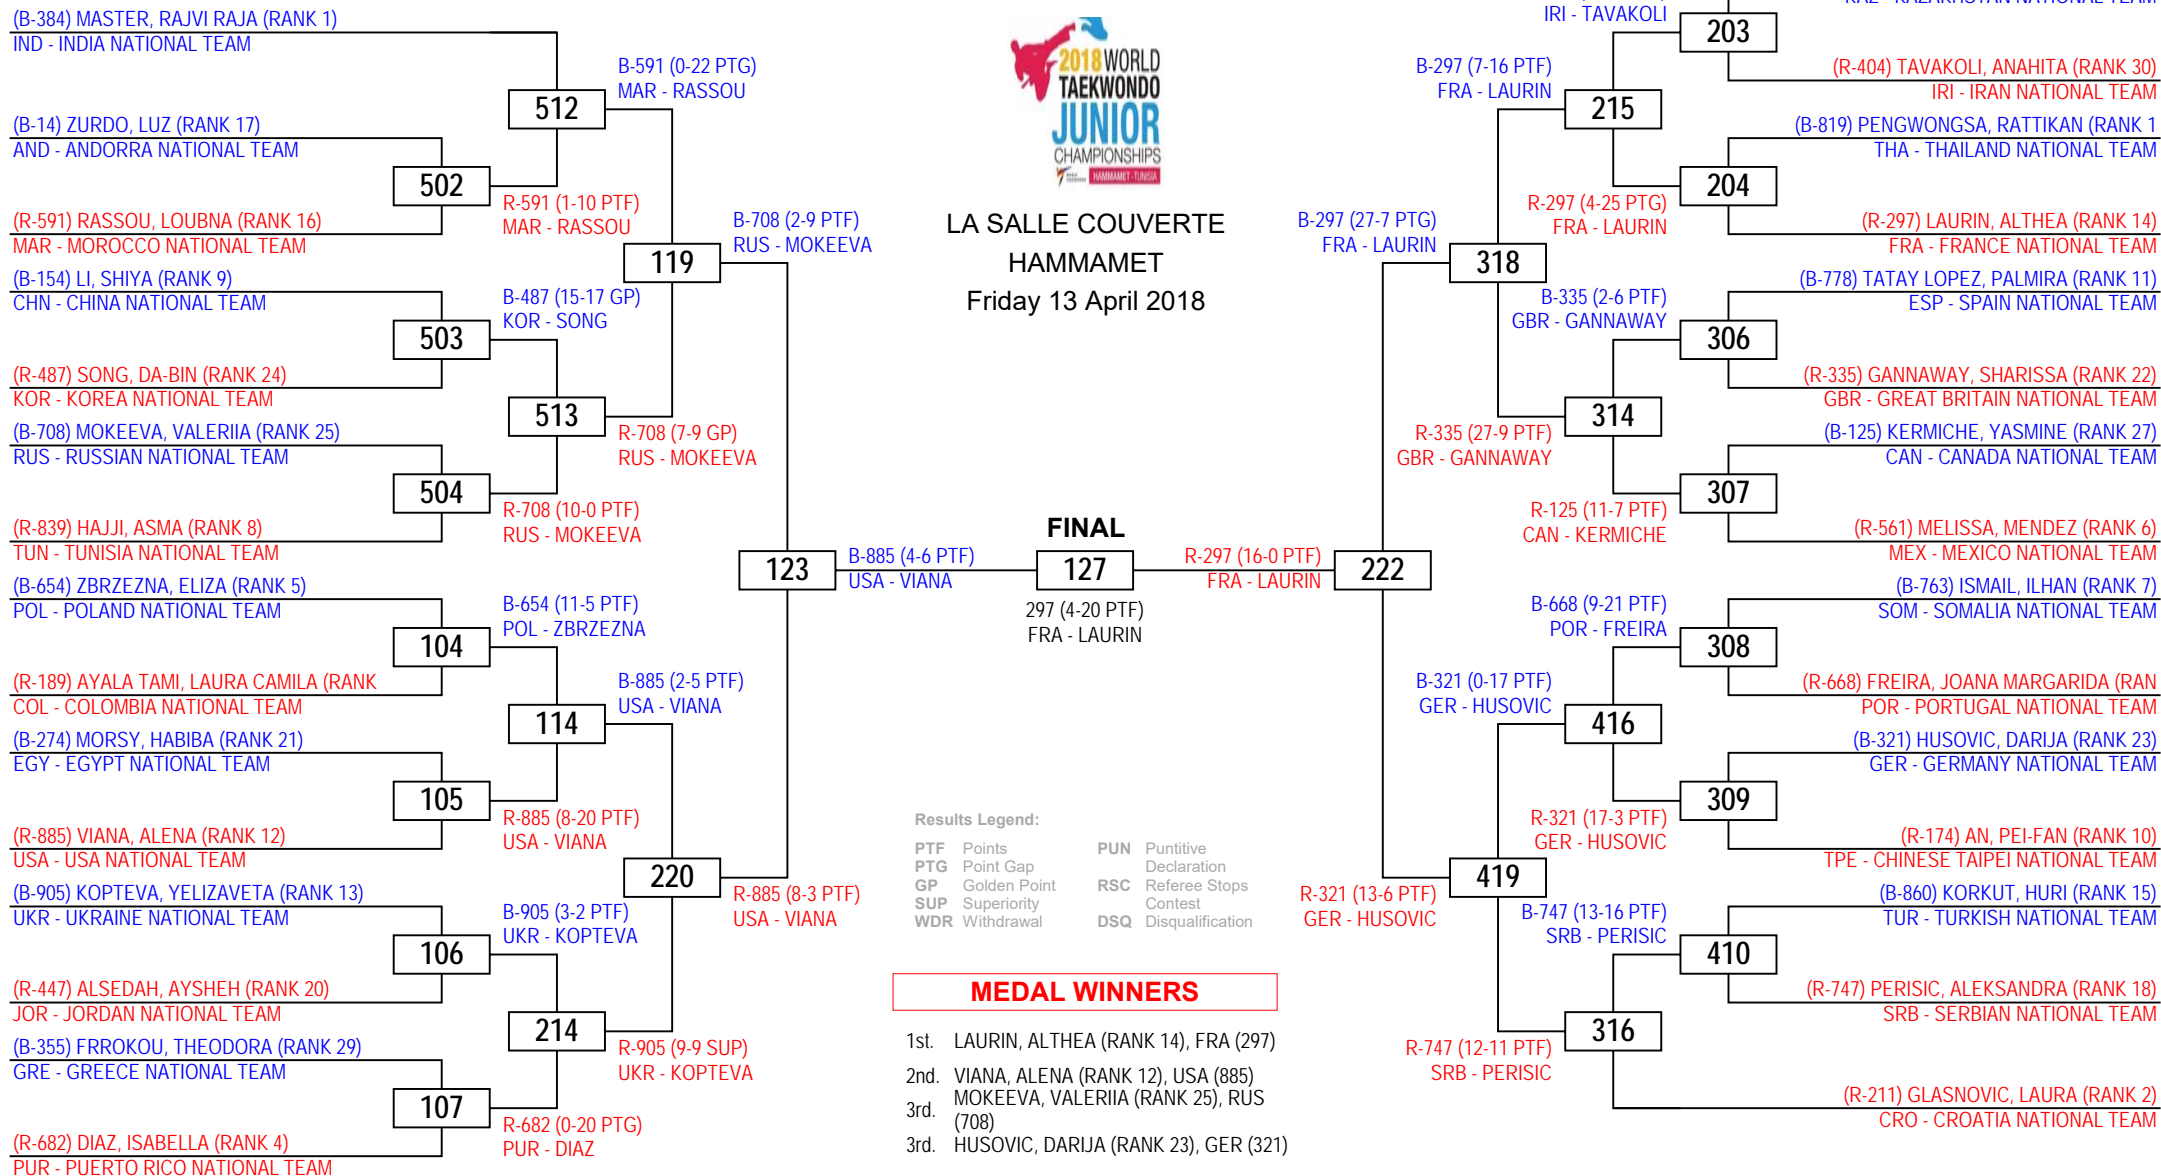 (B-384) MASTER, RAJVI RAJA (RANK 1)
IND - INDIA NATIONAL TEAM
(B-14) ZURDO, LUZ (RANK 17)
AND - ANDORRA NATIONAL TEAM
(R-591) RASSOU, LOUBNA (RANK 16)
MAR - MOROCCO NATIONAL TEAM
(B-154) LI, SHIYA (RANK 9)
CHN - CHINA NATIONAL TEAM
(R-487) SONG, DA-BIN (RANK 24)
KOR - KOREA NATIONAL TEAM
(B-708) MOKEEVA, VALERIIA (RANK 25)
RUS - RUSSIAN NATIONAL TEAM
(R-839) HAJJI, ASMA (RANK 8)
TUN - TUNISIA NATIONAL TEAM
(B-654) ZBRZEZNA, ELIZA (RANK 5)
POL - POLAND NATIONAL TEAM
(R-189) AYALA TAMI, LAURA CAMILA (RANK
COL - COLOMBIA NATIONAL TEAM
(B-274) MORSY, HABIBA (RANK 21)
EGY - EGYPT NATIONAL TEAM
(R-885) VIANA, ALENA (RANK 12)
USA - USA NATIONAL TEAM
(B-905) KOPTEVA, YELIZAVETA (RANK 13)
UKR - UKRAINE NATIONAL TEAM
(R-447) ALSEDAH, AYSHEH (RANK 20)
JOR - JORDAN NATIONAL TEAM
(B-355) FRROKOU, THEODORA (RANK 29)
GRE - GREECE NATIONAL TEAM
(R-682) DIAZ, ISABELLA (RANK 4)
PUR - PUERTO RICO NATIONAL TEAM
502
503
504
104
105
106
107
512
R-591 (1-10 PTF)
MAR - RASSOU
B-487 (15-17 GP)
KOR - SONG
513
R-708 (10-0 PTF)
RUS - MOKEEVA
B-654 (11-5 PTF)
POL - ZBRZEZNA
114
R-885 (8-20 PTF)
USA - VIANA
B-905 (3-2 PTF)
UKR - KOPTEVA
214
R-682 (0-20 PTG)
PUR - DIAZ
B-591 (0-22 PTG)
MAR - RASSOU
119
R-708 (7-9 GP)
RUS - MOKEEVA
B-885 (2-5 PTF)
USA - VIANA
220
R-905 (9-9 SUP)
UKR - KOPTEVA
B-708 (2-9 PTF)
RUS - MOKEEVA
123
R-885 (8-3 PTF)
USA - VIANA
B-885 (4-6 PTF)
USA - VIANA
2018 WORLD
TAEKWONDO
JUNIOR
CHAMPIONSHIPS
HAMMAMET - TUNISIA
LA SALLE COUVERTE
HAMMAMET
Friday 13 April 2018
FINAL
127
297 (4-20 PTF)
FRA - LAURIN
Results Legend:
PTF Points
PTG Point Gap
GP Golden Point
SUP Superiority
WDR Withdrawal
PUN Puntitive
Declaration
RSC Referee Stops
Contest
DSQ Disqualification
MEDAL WINNERS
1st. LAURIN, ALTHEA (RANK 14), FRA (297)
2nd. VIANA, ALENA (RANK 12), USA (885)
3rd. MOKEEVA, VALERIIA (RANK 25), RUS
(708)
3rd. HUSOVIC, DARIJA (RANK 23), GER (321)
R-297 (16-0 PTF)
FRA - LAURIN
222
B-297 (27-7 PTG)
FRA - LAURIN
R-321 (13-6 PTF)
GER - HUSOVIC
B-297 (7-16 PTF)
FRA - LAURIN
318
R-335 (27-9 PTF)
GBR - GANNAWAY
B-321 (0-17 PTF)
GER - HUSOVIC
419
R-747 (12-11 PTF)
SRB - PERISIC
IRI - TAVAKOLI
215
R-297 (4-25 PTG)
FRA - LAURIN
B-335 (2-6 PTF)
GBR - GANNAWAY
314
R-125 (11-7 PTF)
CAN - KERMICHE
B-668 (9-21 PTF)
POR - FREIRA
416
R-321 (17-3 PTF)
GER - HUSOVIC
B-747 (13-16 PTF)
SRB - PERISIC
316
203
204
306
307
308
309
410
KAZ - KAZAKHSTAN NATIONAL TEAM
(R-404) TAVAKOLI, ANAHITA (RANK 30)
IRI - IRAN NATIONAL TEAM
(B-819) PENGWONGSA, RATTIKAN (RANK 1
THA - THAILAND NATIONAL TEAM
(R-297) LAURIN, ALTHEA (RANK 14)
FRA - FRANCE NATIONAL TEAM
(B-778) TATAY LOPEZ, PALMIRA (RANK 11)
ESP - SPAIN NATIONAL TEAM
(R-335) GANNAWAY, SHARISSA (RANK 22)
GBR - GREAT BRITAIN NATIONAL TEAM
(B-125) KERMICHE, YASMINE (RANK 27)
CAN - CANADA NATIONAL TEAM
(R-561) MELISSA, MENDEZ (RANK 6)
MEX - MEXICO NATIONAL TEAM
(B-763) ISMAIL, ILHAN (RANK 7)
SOM - SOMALIA NATIONAL TEAM
(R-668) FREIRA, JOANA MARGARIDA (RAN
POR - PORTUGAL NATIONAL TEAM
(B-321) HUSOVIC, DARIJA (RANK 23)
GER - GERMANY NATIONAL TEAM
(R-174) AN, PEI-FAN (RANK 10)
TPE - CHINESE TAIPEI NATIONAL TEAM
(B-860) KORKUT, HURI (RANK 15)
TUR - TURKISH NATIONAL TEAM
(R-747) PERISIC, ALEKSANDRA (RANK 18)
SRB - SERBIAN NATIONAL TEAM
(R-211) GLASNOVIC, LAURA (RANK 2)
CRO - CROATIA NATIONAL TEAM